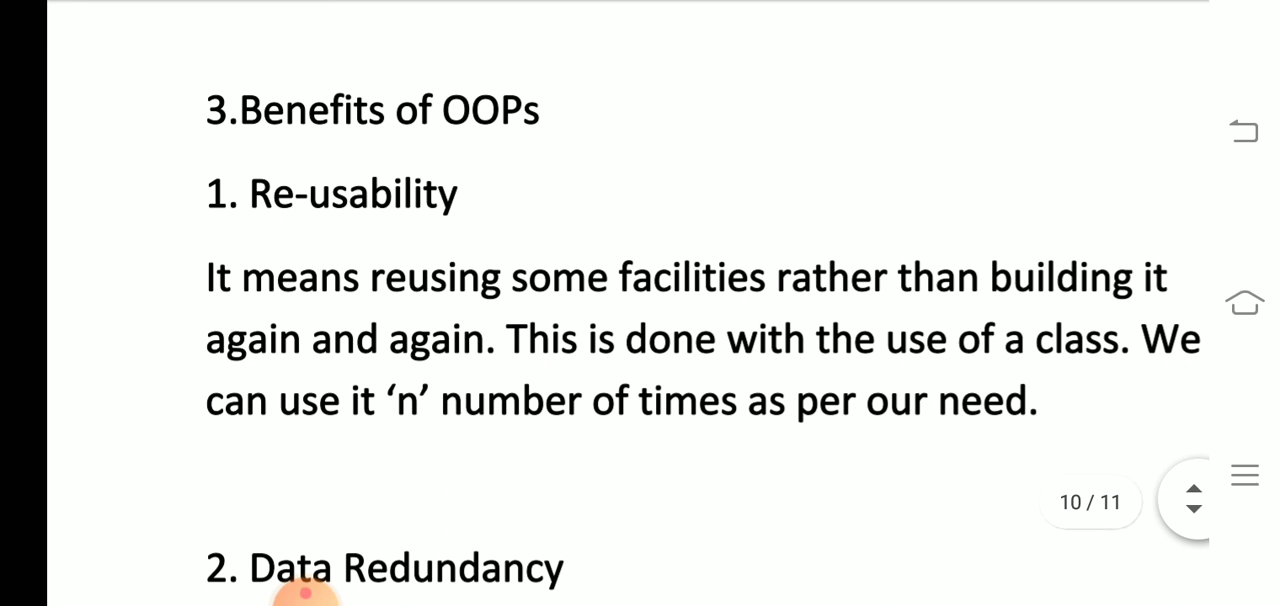 3.Benefits of OOPs
1. Re-usability
It means reusing some facilities rather than building it
again and again. This is done with the use of a class. We
can use it ‘n’ number of times as per our need.
10 / 11
2. Data Redundancy